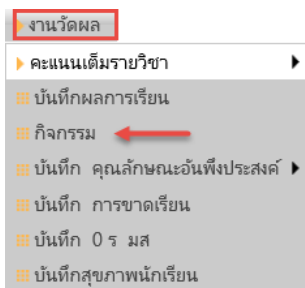 งานวัดผล
คะแนนเต็มรายวิชา
บันทึกผลการเรียน
กิจกรรม
บันทึก คุณลักษณะอันพึงประสงค์
บันทึก การขาดเรียน
บันทึก 0 ร มส
บันทึกสุขภาพนักเรียน